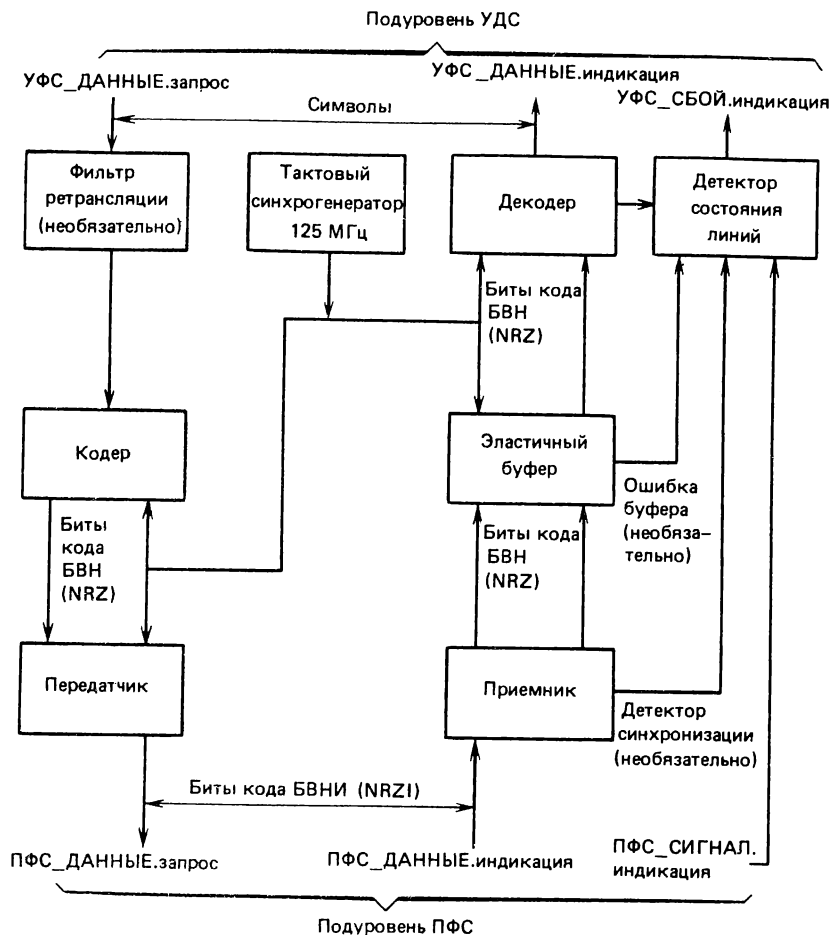 Подуровень УДС
УФС_ДАННЫЕ.запрос
УФС_ДАННЫЕ.индикация
УФС_СБОЙ.индикация
Символы
Фильтр
ретрансляции
(необязательно)
Тактовый
синхрогенератор
125 МГц
Декодер
Детектор
состояния
линий
Биты кода
БВН
(NRZ)
Кодер
Эластичный
буфер
Ошибка
буфера
(необяза-
тельно)
Биты
кода
БВН
(NRZ)
Биты кода
БВН
(NRZ)
Передатчик
Приемник
Детектор
синхронизации
(необязательно)
Биты кода БВНИ (NRZI)
ПФС_ДАННЫЕ.запрос
ПФС_ДАННЫЕ.индикация
ПФС_СИГНАЛ.
индикация
Подуровень ПФС